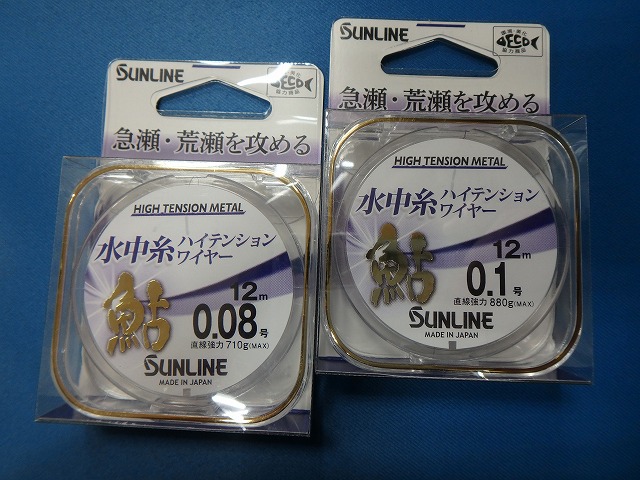 SUNLINE
ECO
急瀬・荒瀬を攻める
HIGH TENSION METAL
水中糸ハイテンション
ワイヤー
鮎
12m
0.08号
直線強力 710g(MAX)
SUNLINE
MADE IN JAPAN
SUNLINE
ECO
急瀬・荒瀬を攻める
HIGH TENSION METAL
水中糸ハイテンション
ワイヤー
鮎
12m
0.1号
直線強力 880g(MAX)
SUNLINE
MADE IN JAPAN